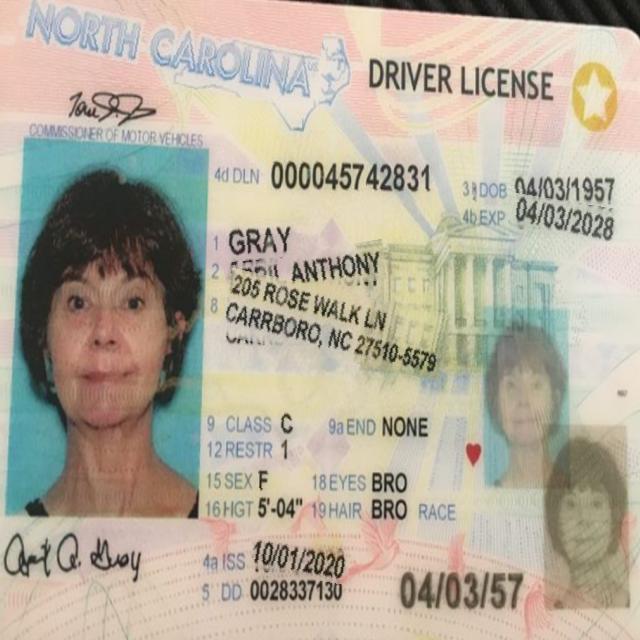 NORTH CAROLINA
DRIVER LICENSE
COMMISSIONER OF MOTOR VEHICLES
4d DLN 000045742831
3 DOB 04/03/1957
4b EXP 04/03/2028
1 GRAY
2 ANTHONY
8 205 ROSE WALK LN
CARRBORO, NC 27510-5579
9 CLASS C 9a END NONE
12 RESTR 1
15 SEX F 18 EYES BRO
16 HGT 5'-04" 19 HAIR BRO RACE
4a ISS 10/01/2020
5 DD 0028337130
04/03/57